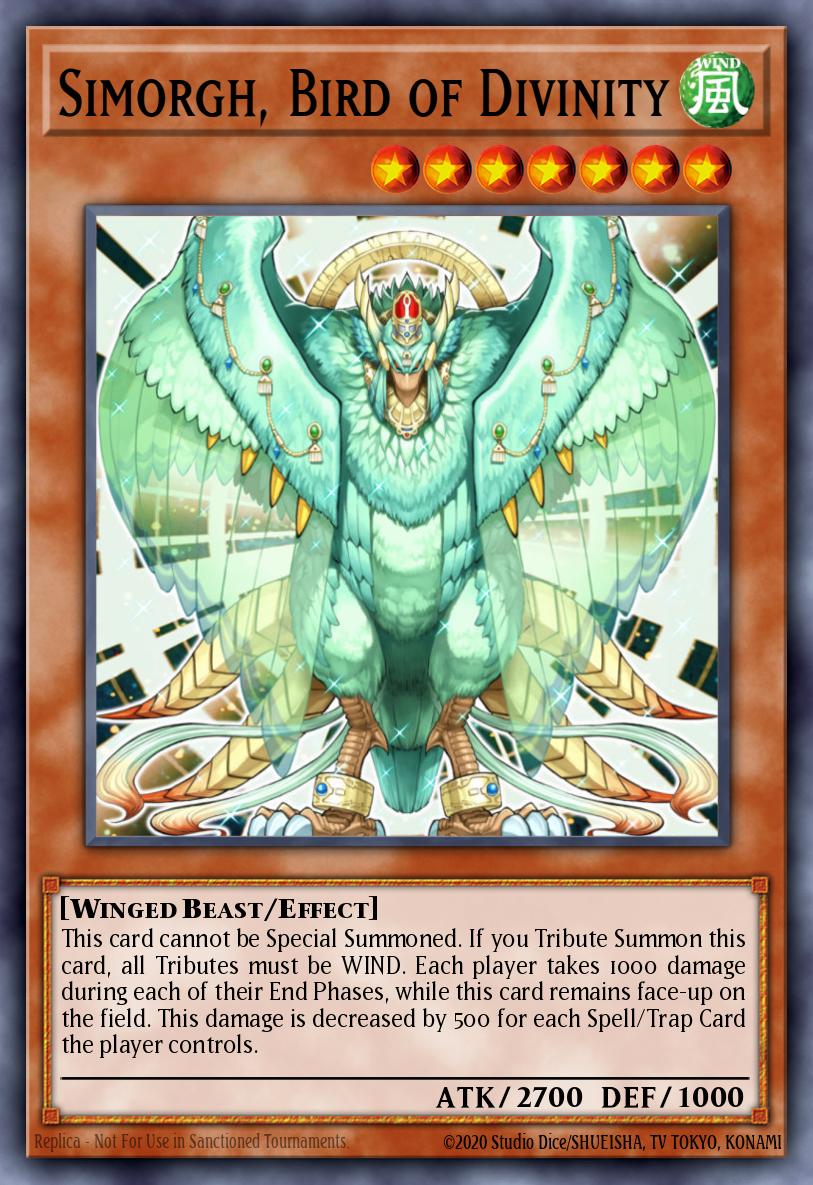 Simorgh, Bird of Divinity
WIND
風
[Winged Beast/Effect]
This card cannot be Special Summoned. If you Tribute Summon this
card, all Tributes must be WIND. Each player takes 1000 damage
during each of their End Phases, while this card remains face-up on
the field. This damage is decreased by 500 for each Spell/Trap Card
the player controls.
ATK/2700 DEF/1000
Replica - Not For Use in Sanctioned Tournaments.
©2020 Studio Dice/SHUEISHA, TV TOKYO, KONAMI